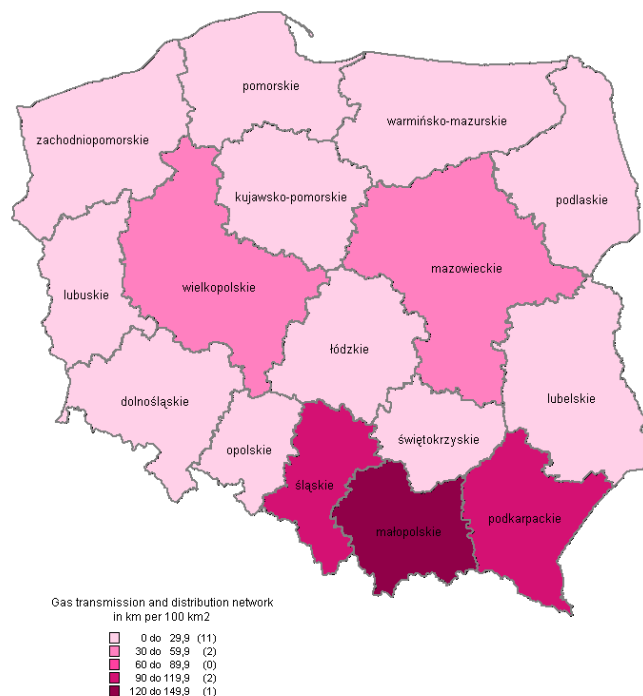 pomorskie
warmińsko-mazurskie
zachodniopomorskie
podlaskie
kujawsko-pomorskie
mazowieckie
wielkopolskie
lubuskie
łódzkie
lubelskie
dolnośląskie
świętokrzyskie
opolskie
śląskie
podkarpackie
małopolskie
Gas transmission and distribution network
in km per 100 km2
0 do 29,9 (11)
30 do 59,9 (2)
60 do 89,9 (0)
90 do 119,9 (2)
120 do 149,9 (1)